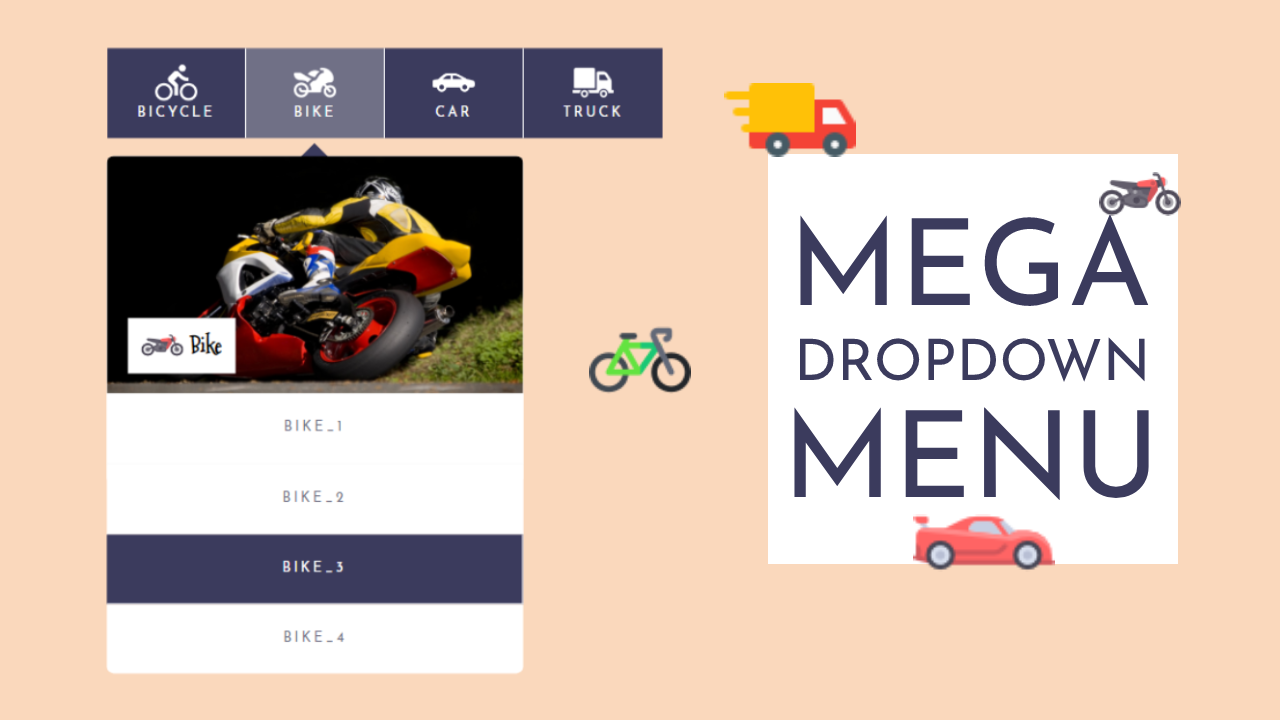 BICYCLE
BIKE
CAR
TRUCK
Bike
BIKE_1
BIKE_2
BIKE_3
BIKE_4
MEGA
DROPDOWN
MENU